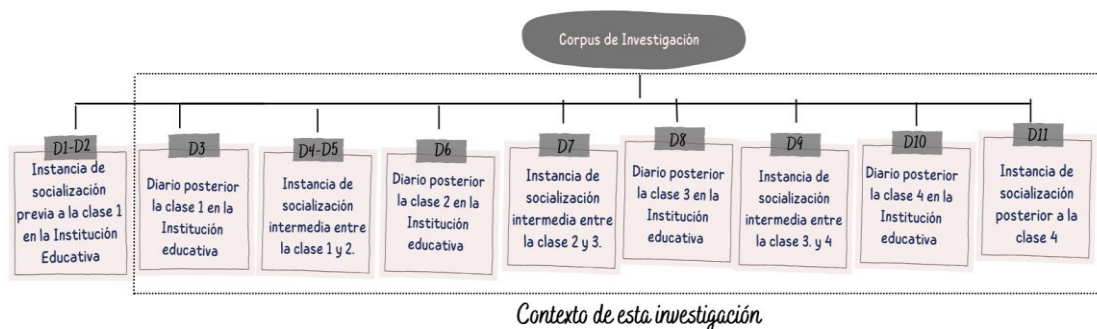 Corpus de Investigación
D1-D2
Instancia de
socialización
previa a la clase 1
en la Institución
Educativa
D3
Diario posterior
la clase 1 en la
Institución
educativa
D4-D5
Instancia de
socialización
intermedia entre
la clase 1 y 2.
D6
Diario posterior
la clase 2 en la
Institución
educativa
D7
Instancia de
socialización
intermedia entre
la clase 2 y 3.
D8
Diario posterior
la clase 3 en la
Institución
educativa
D9
Instancia de
socialización
intermedia entre
la clase 3. y 4
D10
Diario posterior
la clase 4 en la
Institución
educativa
D11
Instancia de
socialización
posterior a la
clase 4
Contexto de esta investigación